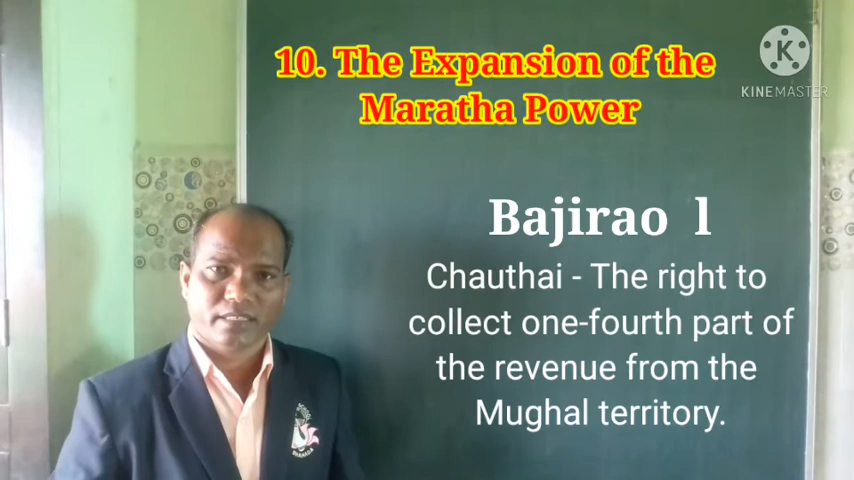 10. The Expansion of the
Maratha Power
K
KINEMASTER
Bajirao l
Chauthai - The right to
collect one-fourth part of
the revenue from the
Mughal territory.